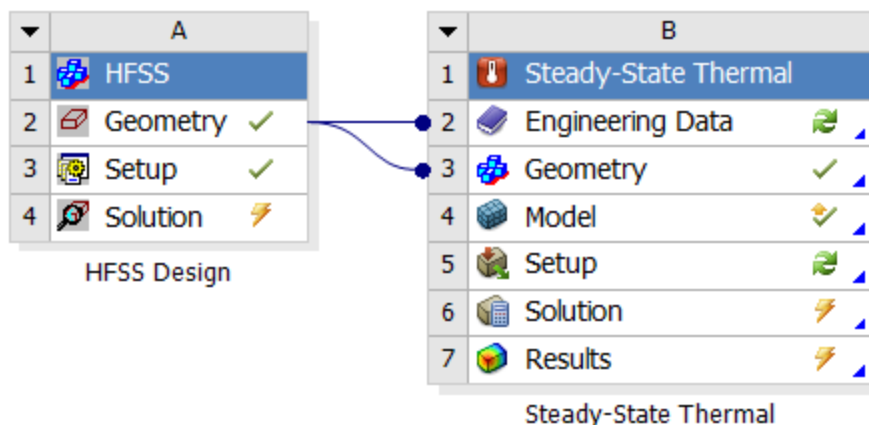 A
1 HFSS
2 Geometry
3 Setup
4 Solution
HFSS Design
B
1 Steady-State Thermal
2 Engineering Data
3 Geometry
4 Model
5 Setup
6 Solution
7 Results
Steady-State Thermal